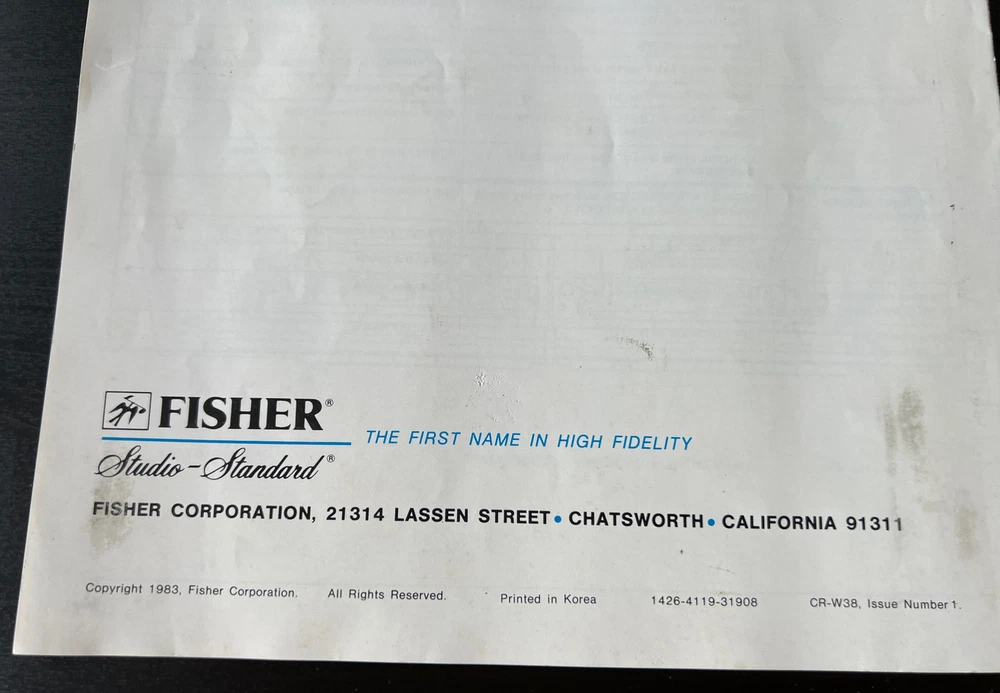 FISHER®
THE FIRST NAME IN HIGH FIDELITY
Studio-Standard®
FISHER CORPORATION, 21314 LASSEN STREET • CHATSWORTH • CALIFORNIA 91311
Copyright 1983, Fisher Corporation. All Rights Reserved. Printed in Korea 1426-4119-31908 CR-W38, Issue Number 1.